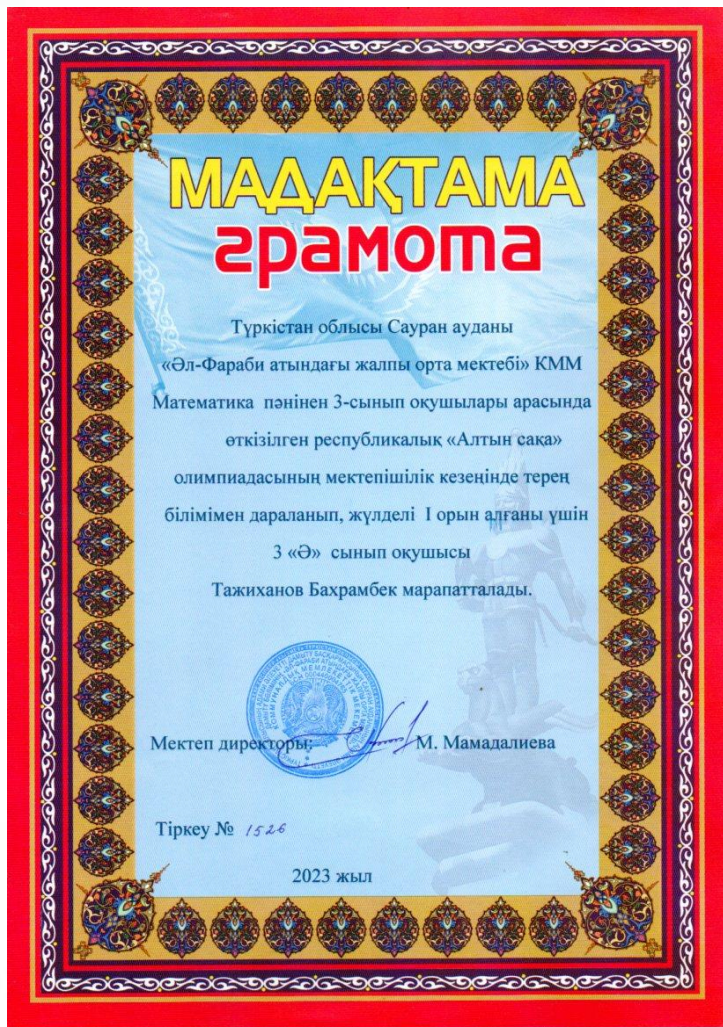 МАДАҚТАМА
грамота
Түркістан облысы Сауран ауданы
«Әл-Фараби атындағы жалпы орта мектебі» КММ
Математика пәнінен 3-сынып оқушылары арасында
өткізілген республикалық «Алтын сақа»
олимпиадасының мектепішілік кезеңінде терең
білімімен дараланып, жүлделі І орын алғаны үшін
3 «Ә» сынып оқушысы
Тажиханов Бахрамбек марапатталады.
Мектеп директоры: М. Мамадалиева
Тіркеу № 1526
2023 жыл